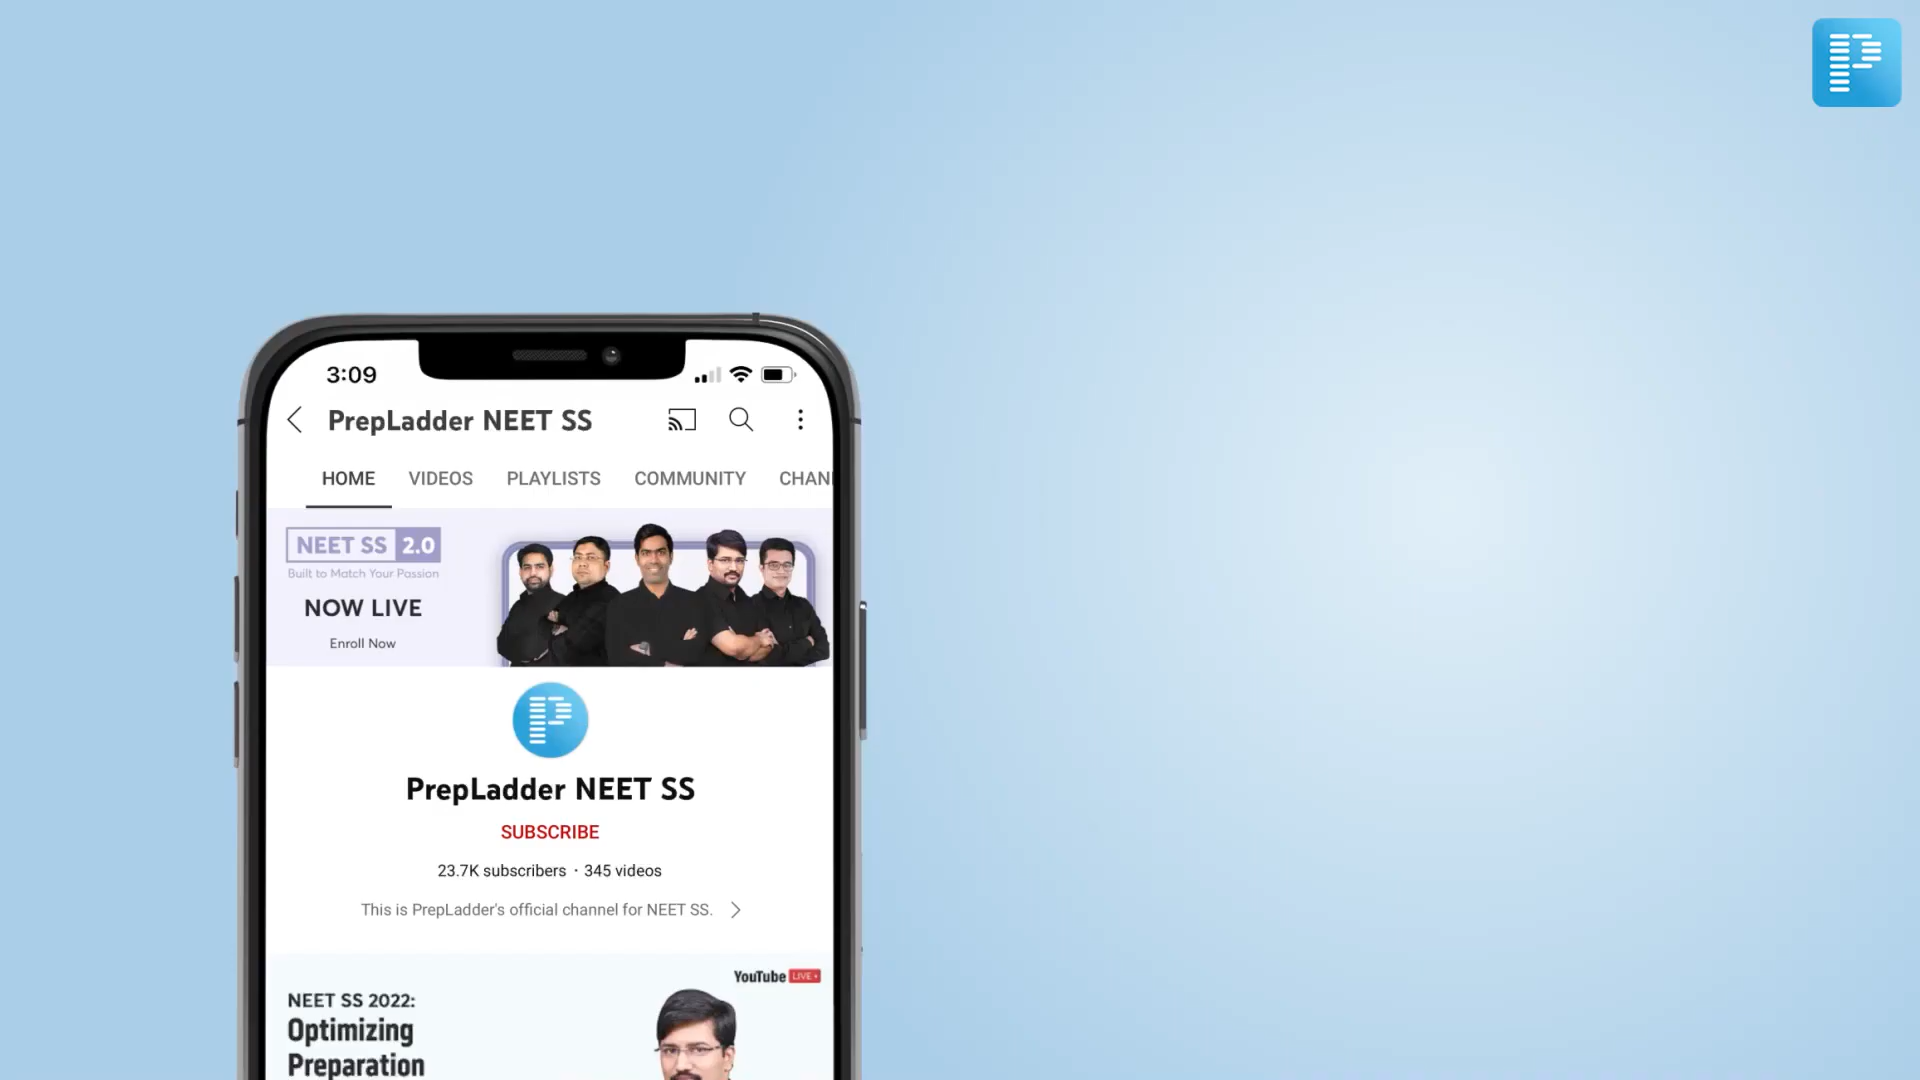 3:09
PrepLadder NEET SS
HOME VIDEOS PLAYLISTS COMMUNITY CHAN
NEET SS 2.0
Built to Match Your Passion
NOW LIVE
Enroll Now
PrepLadder NEET SS
SUBSCRIBE
23.7K subscribers · 345 videos
This is PrepLadder's official channel for NEET SS.
YouTube LIVE
NEET SS 2022:
Optimizing
Preparation